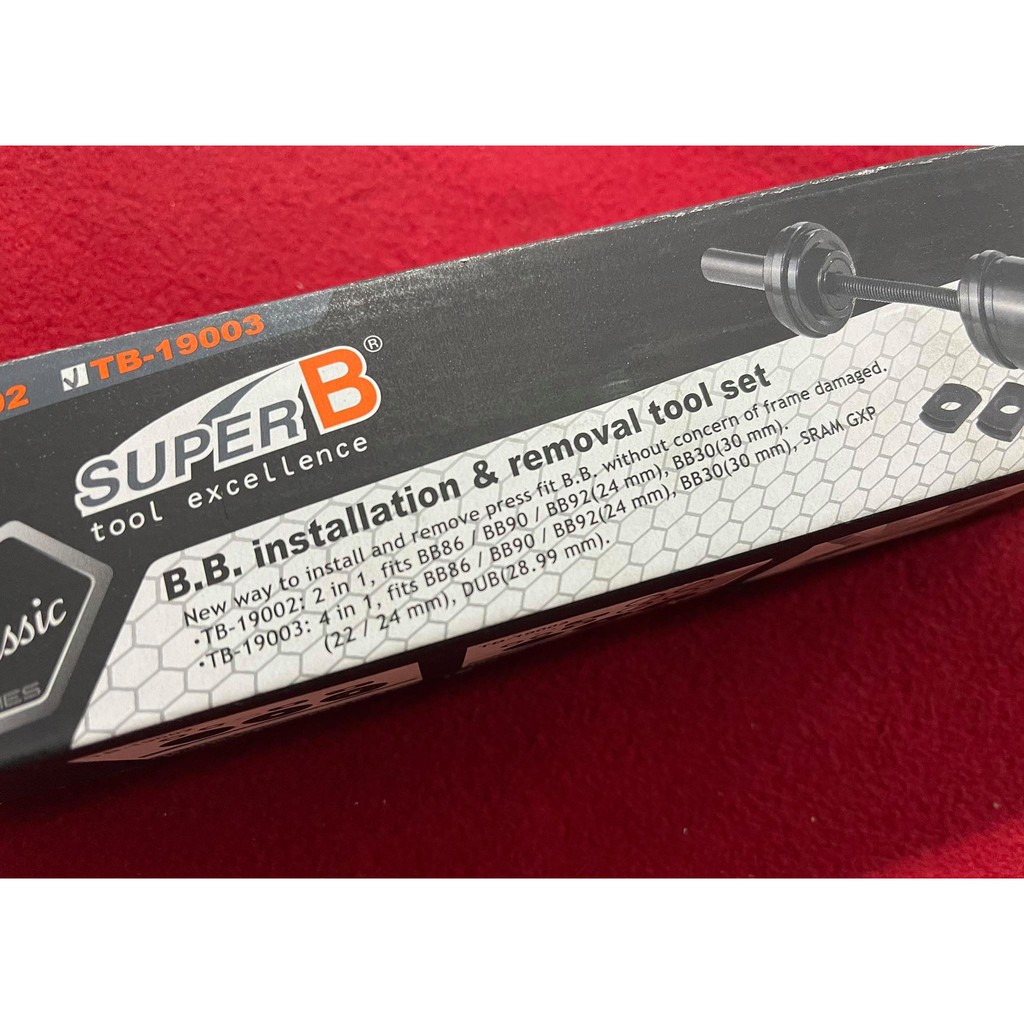 02 TB-19003
SUPER B®
tool excellence
B.B. installation & removal tool set
New way to install and remove press fit B.B. without concern of frame damaged.
•TB-19002: 2 in 1, fits BB86 / BB90 / BB92(24 mm), BB30(30 mm).
•TB-19003: 4 in 1, fits BB86 / BB90 / BB92(24 mm), BB30(30 mm), SRAM GXP
(22 / 24 mm), DUB(28.99 mm).
ssic
IES